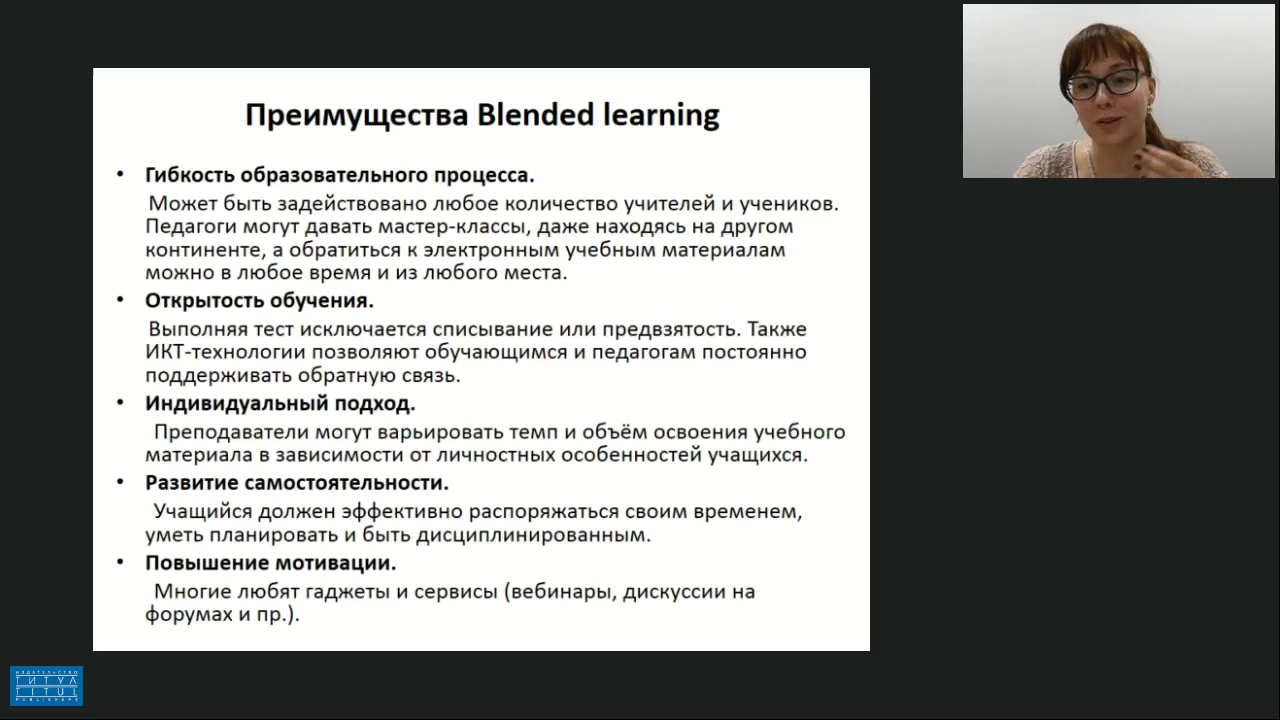 Преимущества Blended learning
• Гибкость образовательного процесса.
Может быть задействовано любое количество учителей и учеников.
Педагоги могут давать мастер-классы, даже находясь на другом
континенте, а обратиться к электронным учебным материалам
можно в любое время и из любого места.
• Открытость обучения.
Выполняя тест исключается списывание или предвзятость. Также
ИКТ-технологии позволяют обучающимся и педагогам постоянно
поддерживать обратную связь.
• Индивидуальный подход.
Преподаватели могут варьировать темп и объём освоения учебного
материала в зависимости от личностных особенностей учащихся.
• Развитие самостоятельности.
Учащийся должен эффективно распоряжаться своим временем,
уметь планировать и быть дисциплинированным.
• Повышение мотивации.
Многие любят гаджеты и сервисы (вебинары, дискуссии на
форумах и пр.).
ИЗДАТЕЛЬСТВО
ТИТУЛ
TITUL
PUBLISHERS